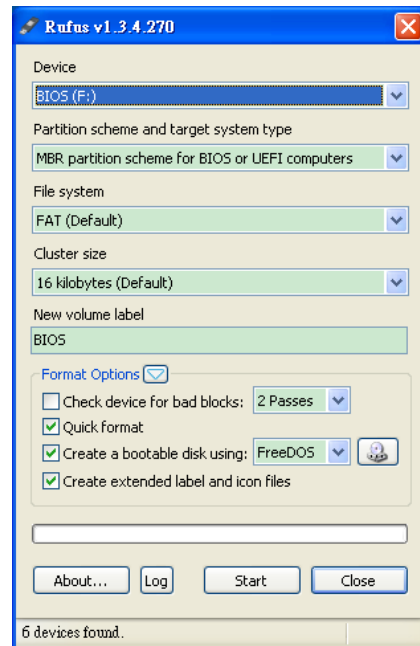 Rufus v1.3.4.270
Device
BIOS (F:)
Partition scheme and target system type
MBR partition scheme for BIOS or UEFI computers
File system
FAT (Default)
Cluster size
16 kilobytes (Default)
New volume label
BIOS
Format Options
Check device for bad blocks: 2 Passes
Quick format
Create a bootable disk using: FreeDOS
Create extended label and icon files
About... Log Start Close
6 devices found.